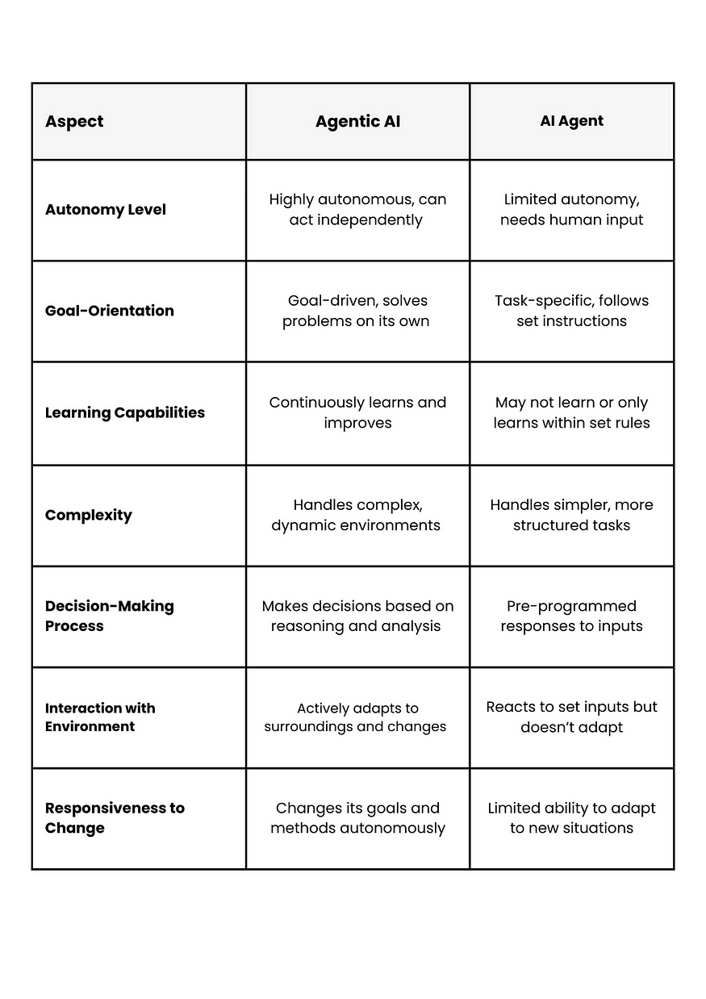 Aspect
Agentic AI
AI Agent
Autonomy Level
Highly autonomous, can
act independently
Limited autonomy,
needs human input
Goal-Orientation
Goal-driven, solves
problems on its own
Task-specific, follows
set instructions
Learning Capabilities
Continuously learns and
improves
May not learn or only
learns within set rules
Complexity
Handles complex,
dynamic environments
Handles simpler, more
structured tasks
Decision-Making
Process
Makes decisions based on
reasoning and analysis
Pre-programmed
responses to inputs
Interaction with
Environment
Actively adapts to
surroundings and changes
Reacts to set inputs but
doesn’t adapt
Responsiveness to
Change
Changes its goals and
methods autonomously
Limited ability to adapt
to new situations